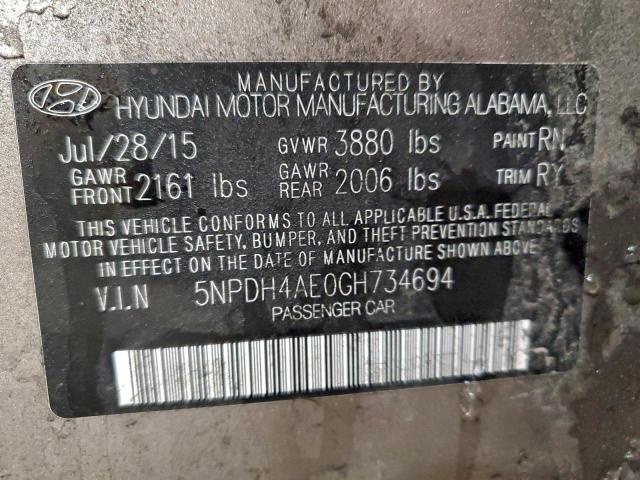 MANUFACTURED BY
HYUNDAI MOTOR MANUFACTURING ALABAMA, LLC
Jul/28/15 GVWR 3880 lbs PAINT RN
GAWR FRONT 2161 lbs GAWR REAR 2006 lbs TRIM RY
THIS VEHICLE CONFORMS TO ALL APPLICABLE U.S.A. FEDERAL
MOTOR VEHICLE SAFETY, BUMPER, AND THEFT PREVENTION STANDARDS
IN EFFECT ON THE DATE OF MANUFACTURE SHOWN ABOVE.
V.I.N 5NPDH4AE0GH734694
PASSENGER CAR